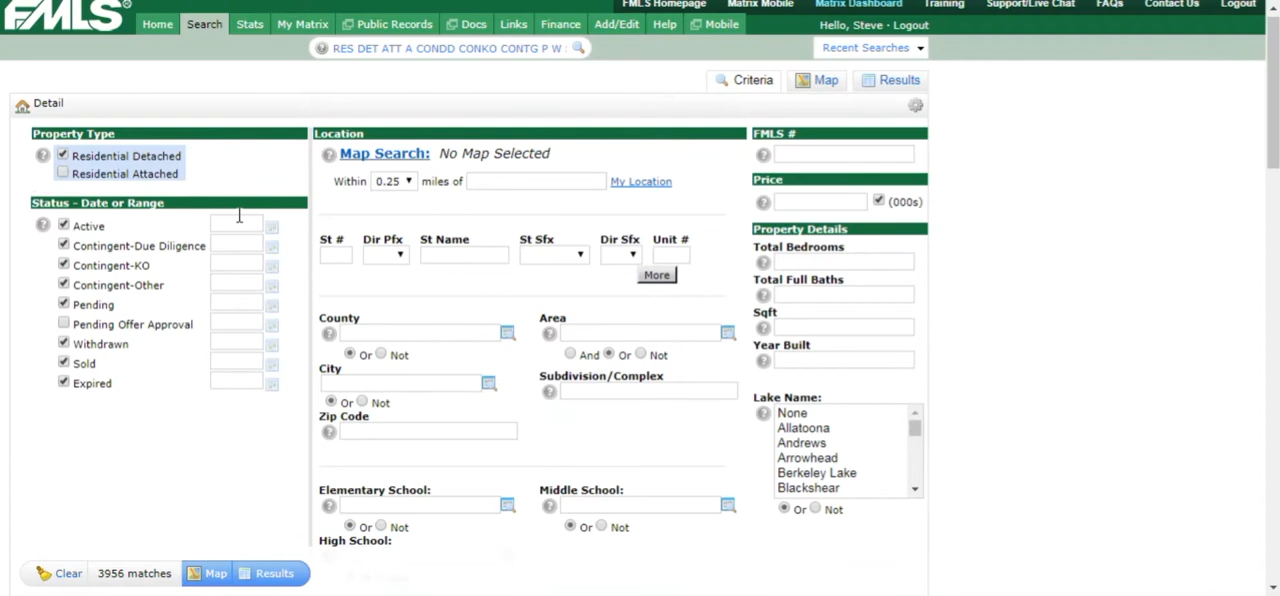 FMLS®
FMLS Homepage Matrix Mobile Matrix Dashboard Training Support/Live Chat FAQs Contact Us Logout
Home Search Stats My Matrix Public Records Docs Links Finance Add/Edit Help Mobile
Hello, Steve · Logout
RES DET ATT A CONDD CONKO CONTG P W :
Recent Searches
Criteria Map Results
Detail
Property Type
Residential Detached
Residential Attached
Status - Date or Range
Active
Contingent-Due Diligence
Contingent-KO
Contingent-Other
Pending
Pending Offer Approval
Withdrawn
Sold
Expired
Location
Map Search: No Map Selected
Within 0.25 miles of My Location
St # Dir Pfx St Name St Sfx Dir Sfx Unit #
More
County Area
Or Not And Or Not
City Subdivision/Complex
Or Not
Zip Code
Elementary School: Middle School:
Or Not Or Not
High School:
FMLS #
Price
(000s)
Property Details
Total Bedrooms
Total Full Baths
Sqft
Year Built
Lake Name:
None
Allatoona
Andrews
Arrowhead
Berkeley Lake
Blackshear
Or Not
Clear 3956 matches Map Results